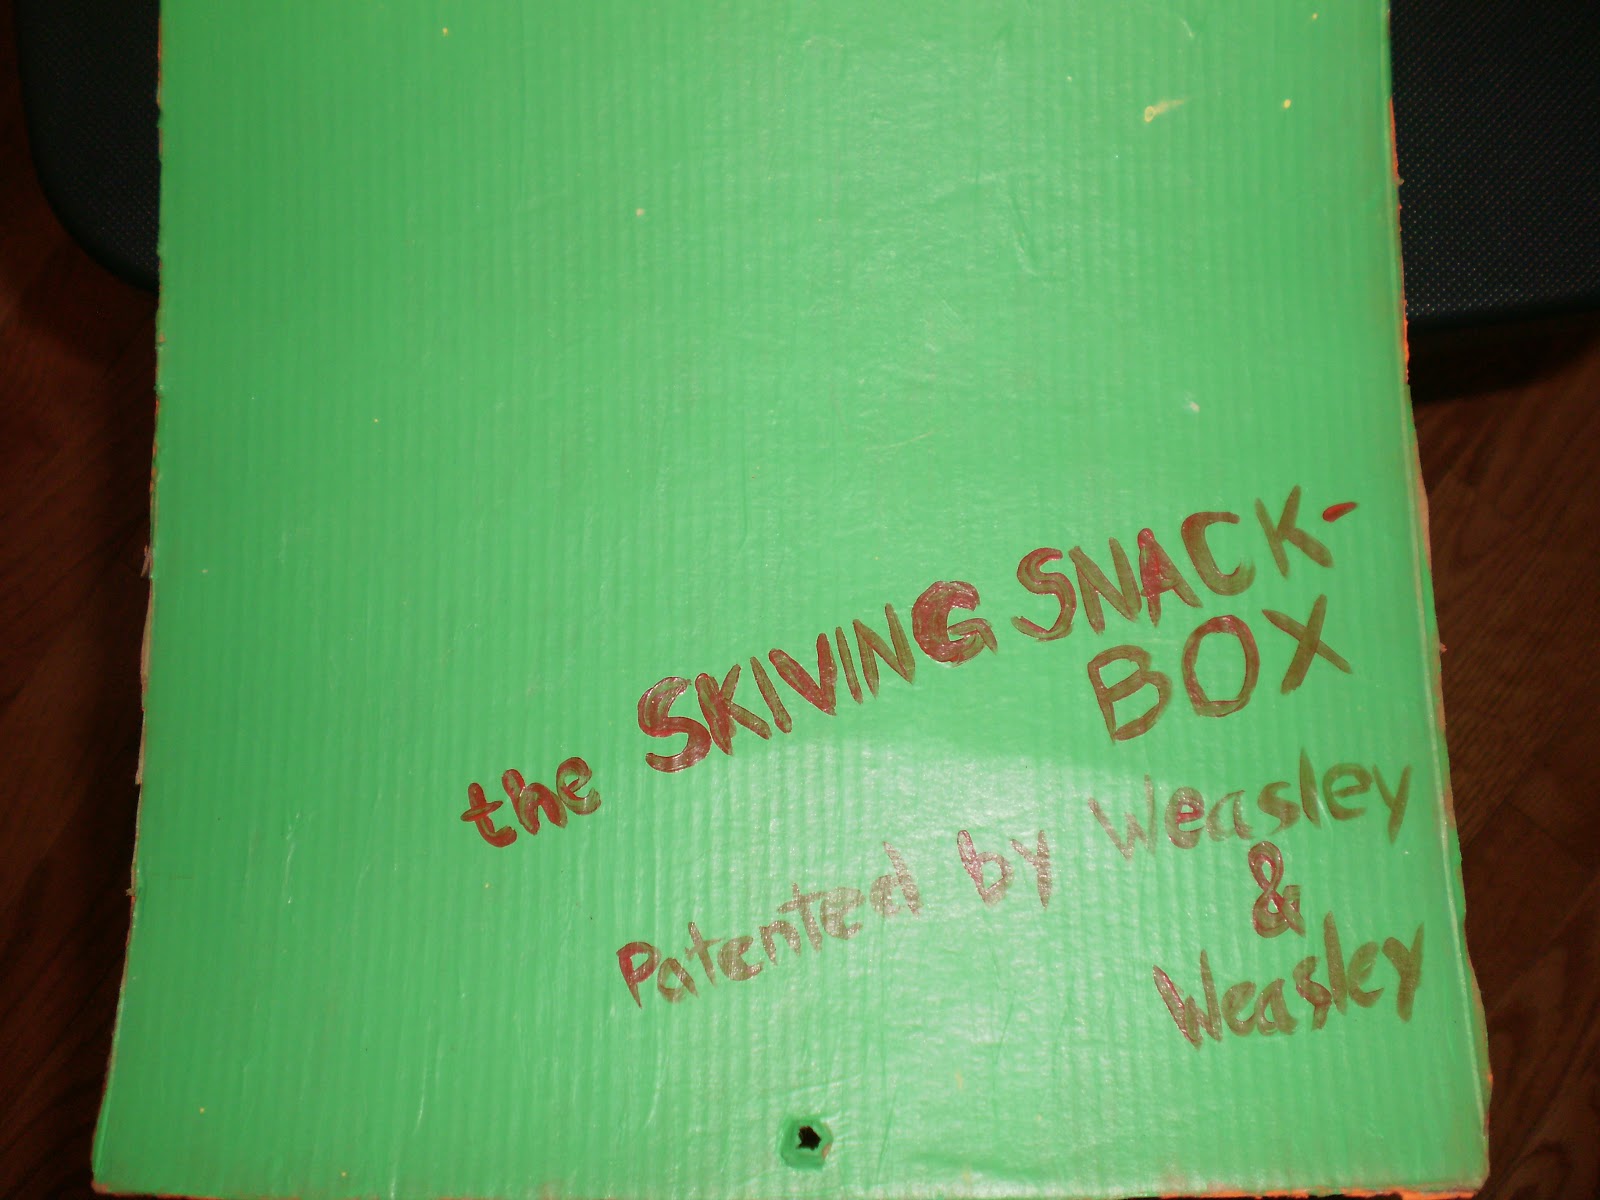 the SKIVING SNACK-
BOX
Patented by Weasley
&
Weasley